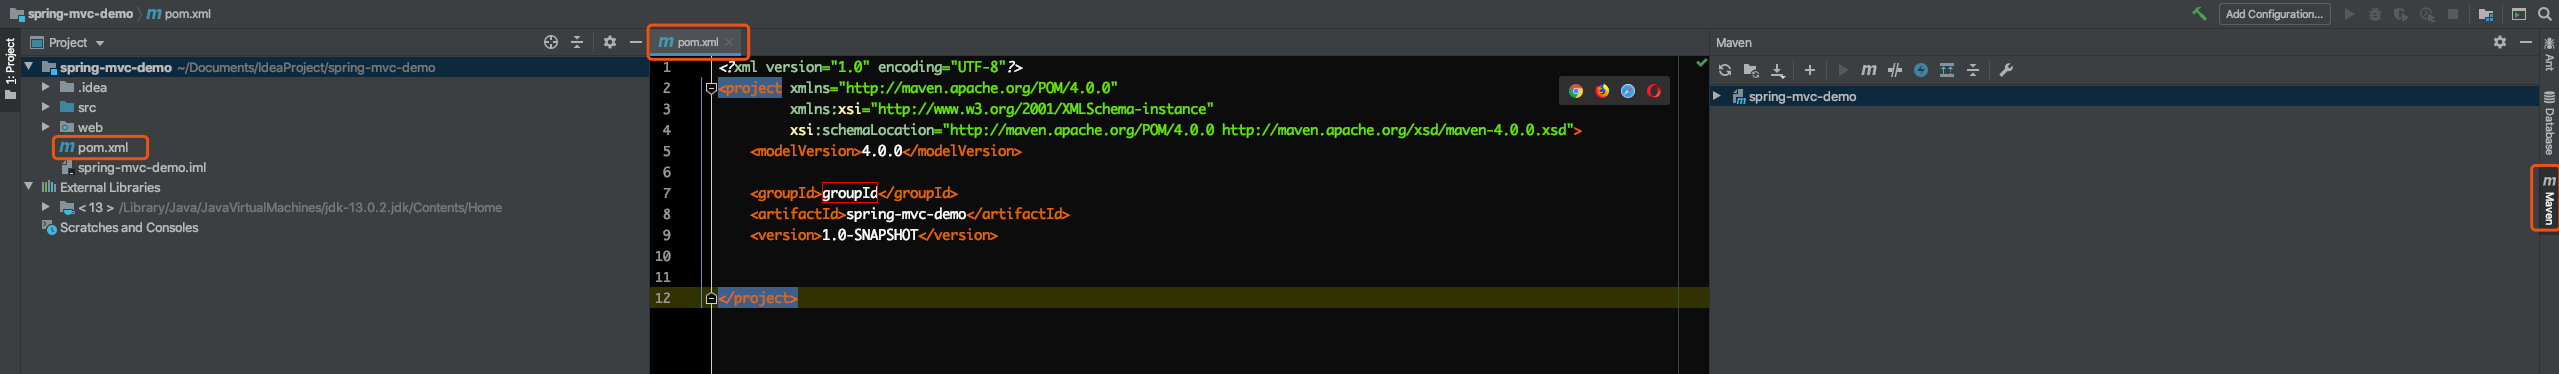 spring-mvc-demo
pom.xml
Add Configuration...
1: Project
Project
spring-mvc-demo ~/Documents/IdeaProject/spring-mvc-demo
.idea
src
web
pom.xml
spring-mvc-demo.iml
External Libraries
< 13 > /Library/Java/JavaVirtualMachines/jdk-13.0.2.jdk/Contents/Home
Scratches and Consoles
pom.xml
1 <?xml version="1.0" encoding="UTF-8"?>
2 <project xmlns="http://maven.apache.org/POM/4.0.0"
3 xmlns:xsi="http://www.w3.org/2001/XMLSchema-instance"
4 xsi:schemaLocation="http://maven.apache.org/POM/4.0.0 http://maven.apache.org/xsd/maven-4.0.0.xsd">
5 <modelVersion>4.0.0</modelVersion>
6
7 <groupId>groupId</groupId>
8 <artifactId>spring-mvc-demo</artifactId>
9 <version>1.0-SNAPSHOT</version>
10
11
12 </project>
Maven
spring-mvc-demo
Ant
Database
Maven